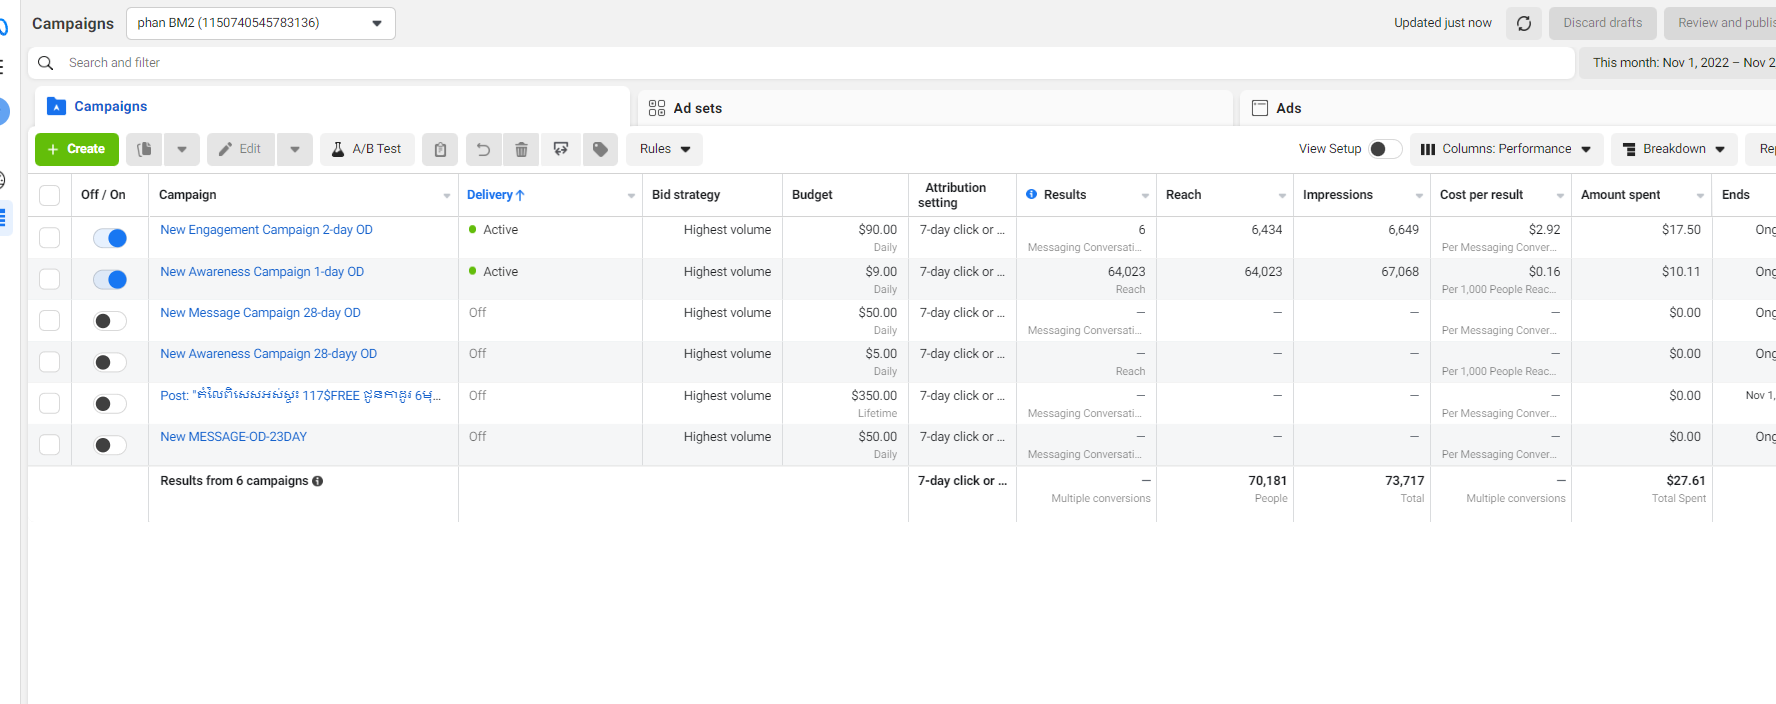 Campaigns
phan BM2 (1150740545783136)
Updated just now
Discard drafts
Review and publis
Search and filter
This month: Nov 1, 2022 – Nov 2
Campaigns
Ad sets
Ads
+ Create
Edit
A/B Test
Rules
View Setup
Columns: Performance
Breakdown
Rep
Off / On
Campaign
Delivery↑
Bid strategy
Budget
Attribution
setting
Results
Reach
Impressions
Cost per result
Amount spent
Ends
New Engagement Campaign 2-day OD
Active
Highest volume
$90.00
Daily
7-day click or ...
6
Messaging Conversati...
6,434
6,649
$2.92
Per Messaging Conver...
$17.50
Ong
New Awareness Campaign 1-day OD
Active
Highest volume
$9.00
Daily
7-day click or ...
64,023
Reach
64,023
67,068
$0.16
Per 1,000 People Reac...
$10.11
Ong
New Message Campaign 28-day OD
Off
Highest volume
$50.00
Daily
7-day click or ...
—
Messaging Conversati...
—
—
—
Per Messaging Conver...
$0.00
Ong
New Awareness Campaign 28-dayy OD
Off
Highest volume
$5.00
Daily
7-day click or ...
—
Reach
—
—
—
Per 1,000 People Reac...
$0.00
Ong
Post: "តំលៃពិសេសអស់ស្ទះ 117$FREE ជូនកាដូរ 6មុ...
Off
Highest volume
$350.00
Lifetime
7-day click or ...
—
Messaging Conversati...
—
—
—
Per Messaging Conver...
$0.00
Nov 1,
New MESSAGE-OD-23DAY
Off
Highest volume
$50.00
Daily
7-day click or ...
—
Messaging Conversati...
—
—
—
Per Messaging Conver...
$0.00
Ong
Results from 6 campaigns
7-day click or ...
—
Multiple conversions
70,181
People
73,717
Total
—
Multiple conversions
$27.61
Total Spent